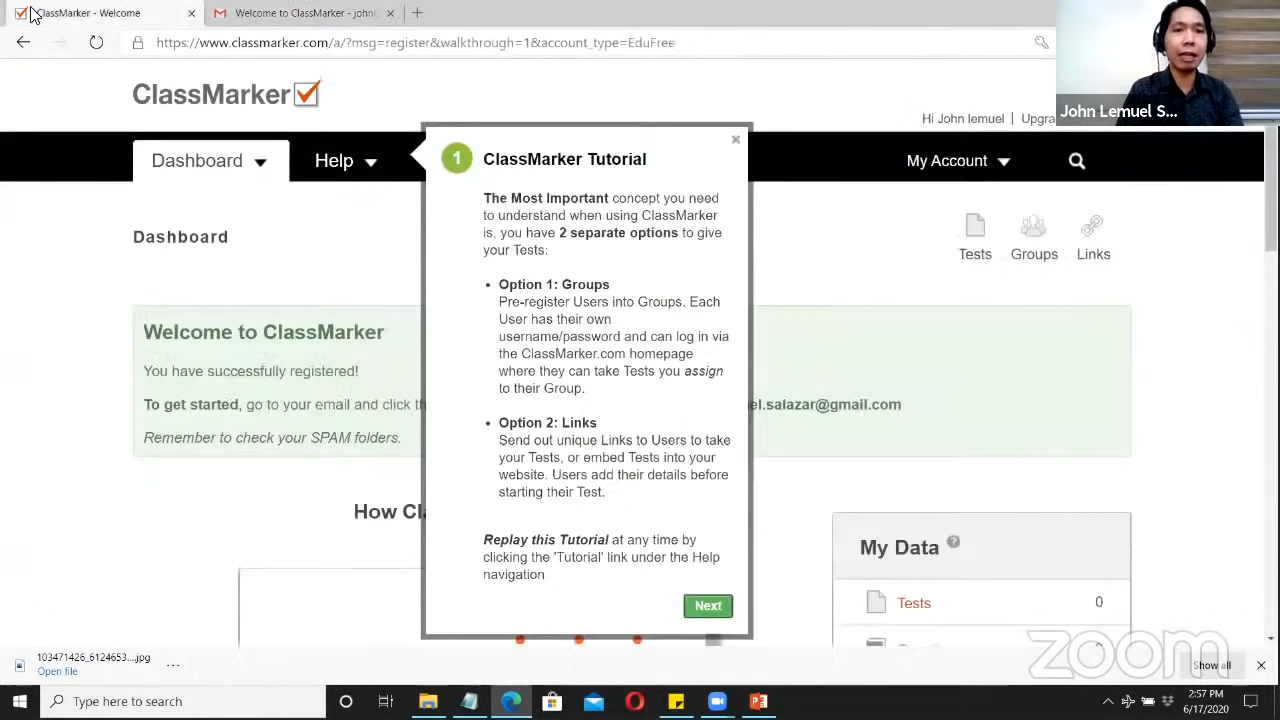 ClassMarker - Welcome
Welcome to ClassMarker - johnl
https://www.classmarker.com/a/?msg=register&walkthrough=1&account_type=EduFree
John Lemuel S...
ClassMarker
Hi John lemuel | Upgra
Dashboard
Help
My Account
1
ClassMarker Tutorial
The Most Important concept you need
to understand when using ClassMarker
is, you have 2 separate options to give
your Tests:
• Option 1: Groups
Pre-register Users into Groups. Each
User has their own
username/password and can log in via
the ClassMarker.com homepage
where they can take Tests you assign
to their Group.
• Option 2: Links
Send out unique Links to Users to take
your Tests, or embed Tests into your
website. Users add their details before
starting their Test.
Replay this Tutorial at any time by
clicking the 'Tutorial' link under the Help
navigation
Next
Dashboard
Tests
Groups
Links
Welcome to ClassMarker
You have successfully registered!
To get started, go to your email and click th
el.salazar@gmail.com
Remember to check your SPAM folders.
How Cl
My Data ?
Tests 0
103471426_6124653....jpg
Open file
zoom
Show all
Type here to search
2:57 PM
6/17/2020